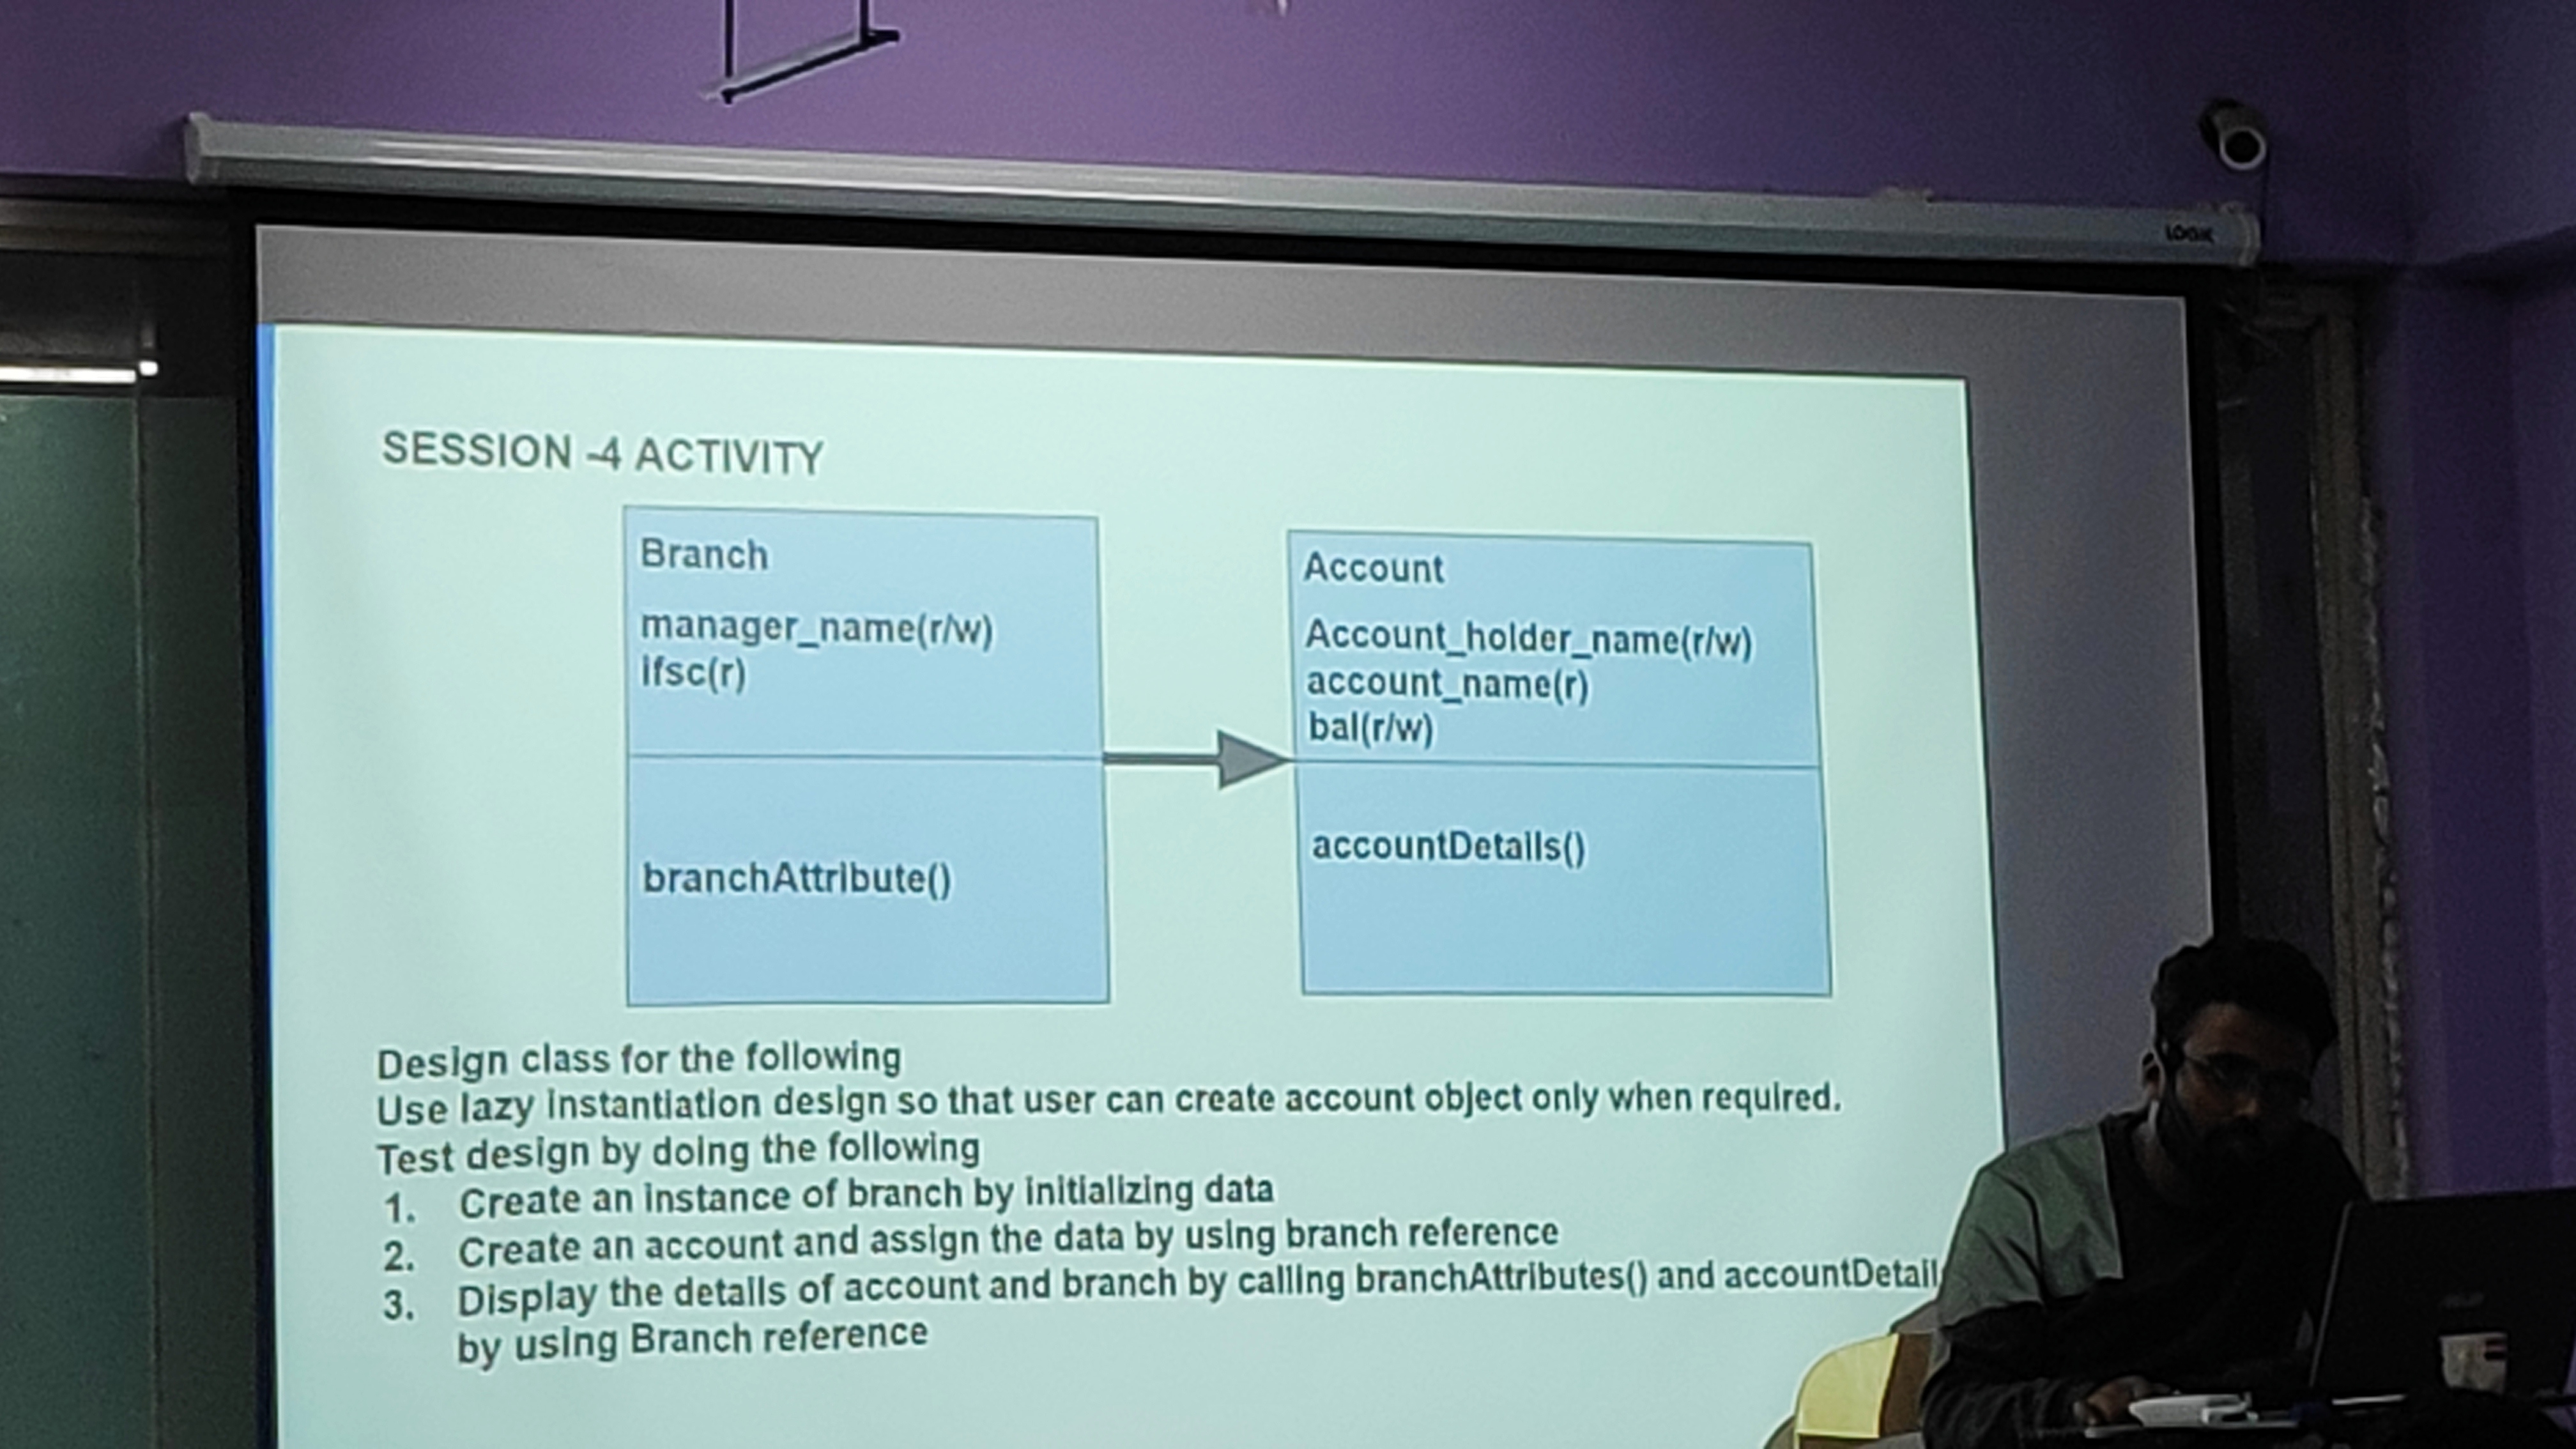 LOGIK
SESSION -4 ACTIVITY
Branch
manager_name(r/w)
ifsc(r)
branchAttribute()
Account
Account_holder_name(r/w)
account_name(r)
bal(r/w)
accountDetails()
Design class for the following
Use lazy instantiation design so that user can create account object only when required.
Test design by doing the following
1. Create an instance of branch by initializing data
2. Create an account and assign the data by using branch reference
3. Display the details of account and branch by calling branchAttributes() and accountDetail
by using Branch reference